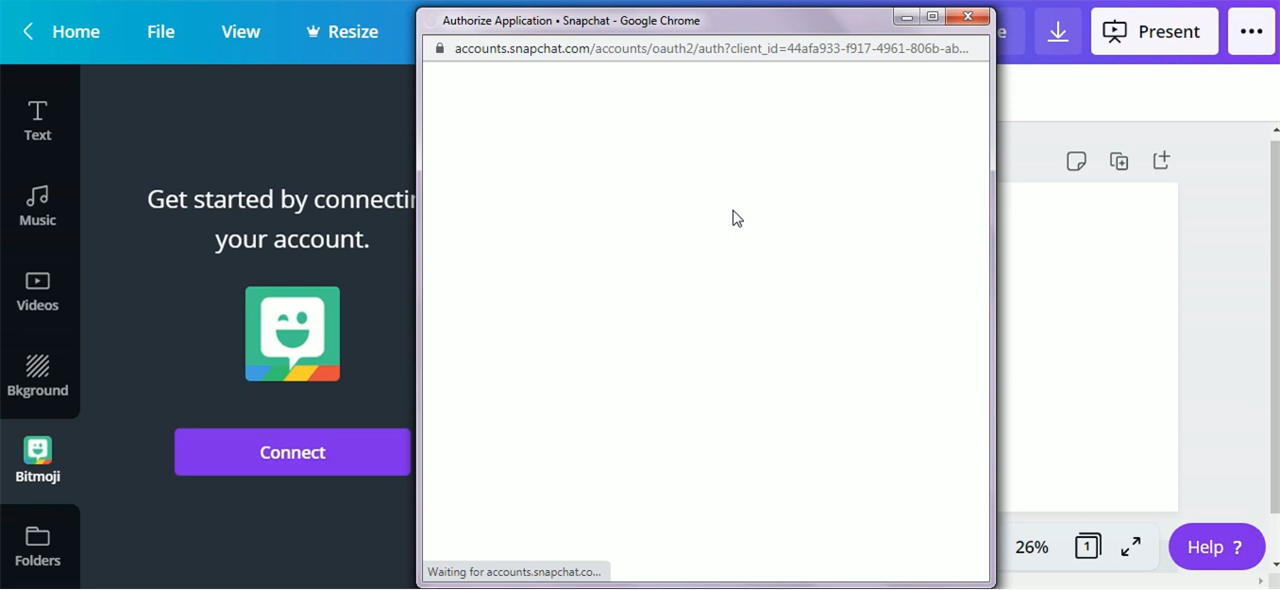 Home
File
View
Resize
Authorize Application • Snapchat - Google Chrome
accounts.snapchat.com/accounts/oauth2/auth?client_id=44afa933-f917-4961-806b-ab...
e
Present
Text
Music
Videos
Bkground
Bitmoji
Folders
Get started by connectin
your account.
Connect
Waiting for accounts.snapchat.co...
26%
1
Help ?